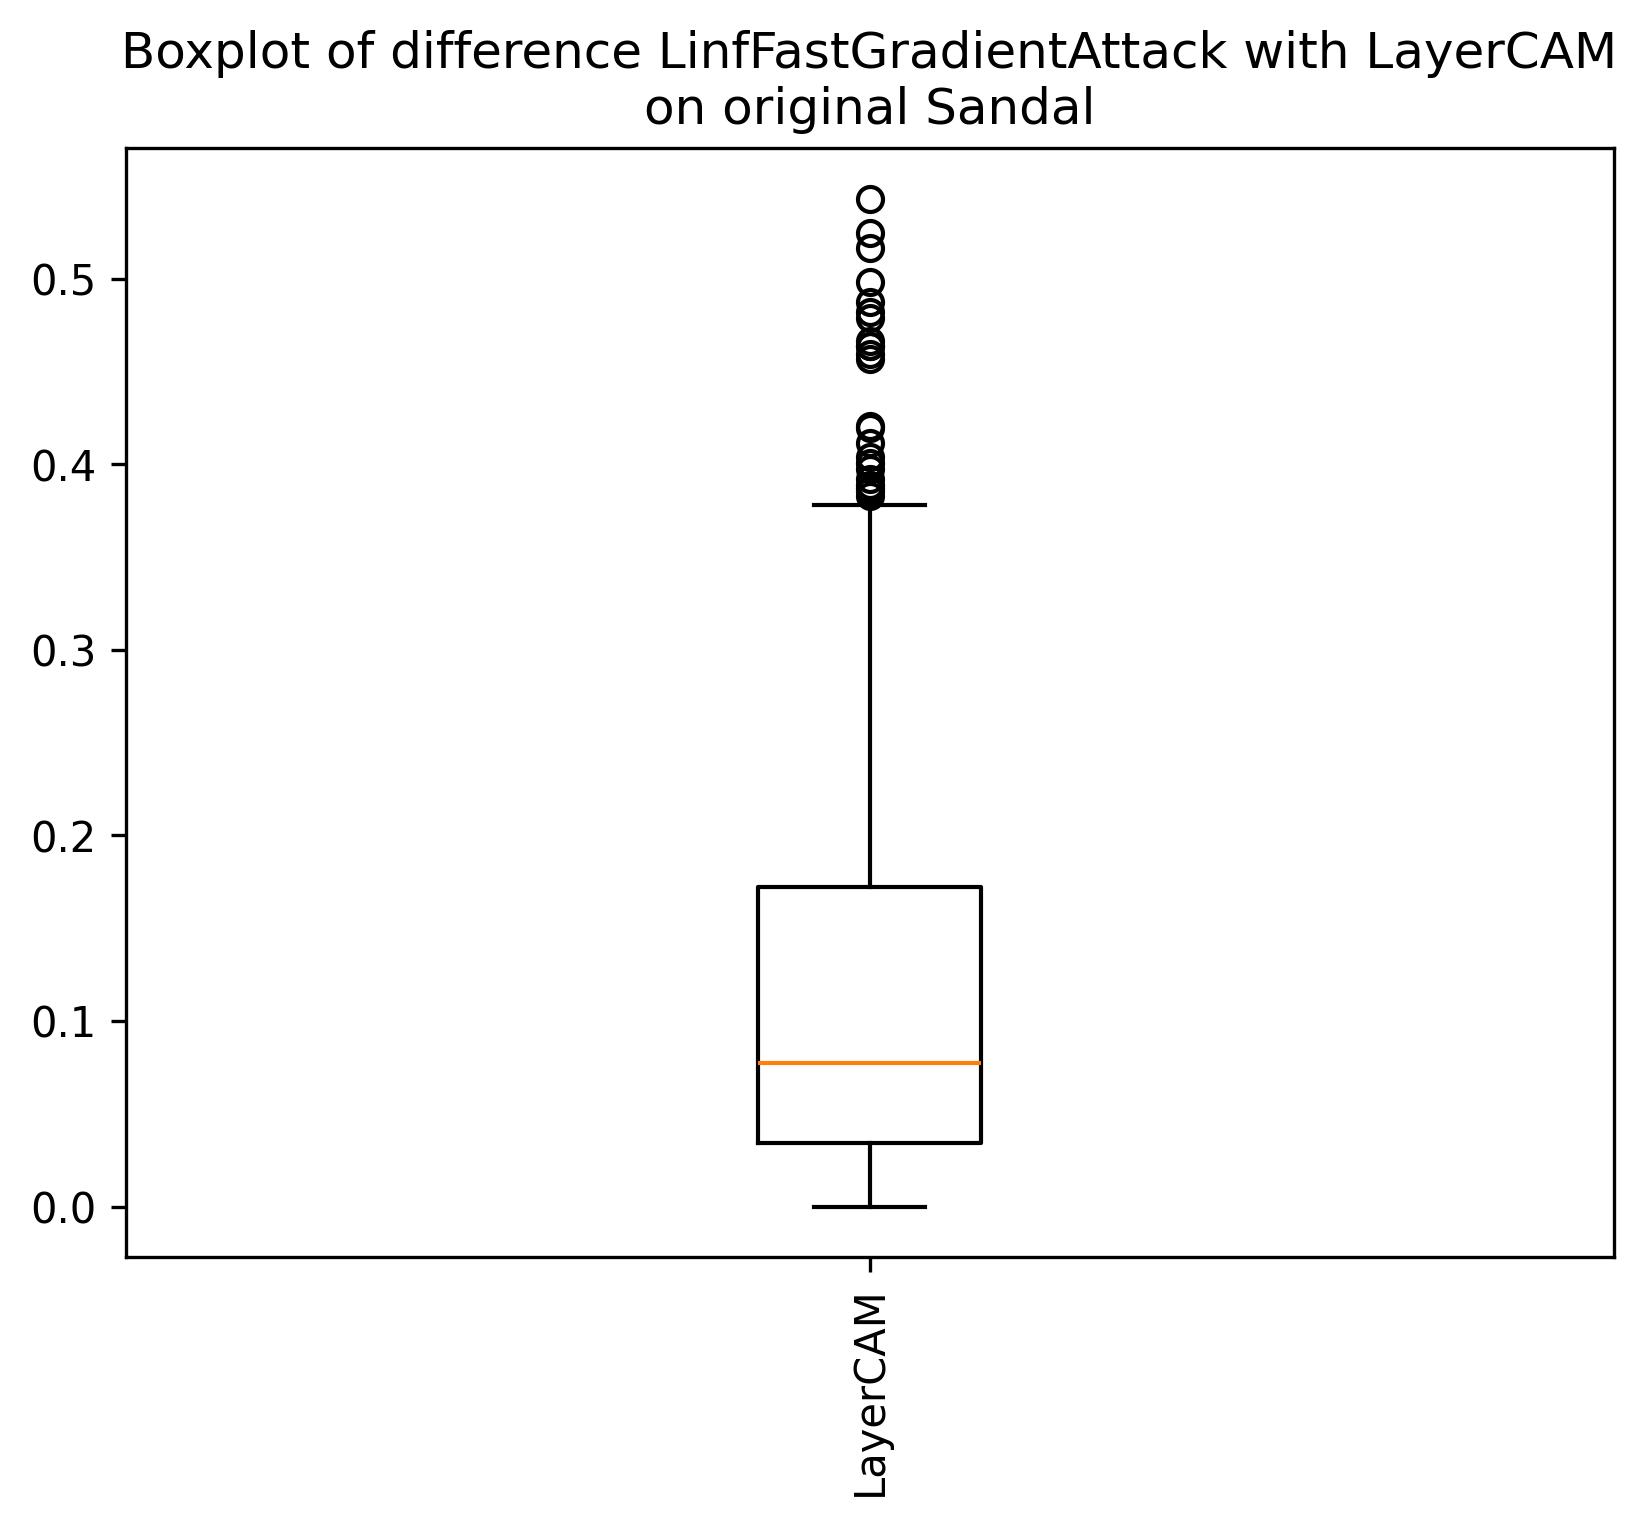 Boxplot of difference LinfFastGradientAttack with LayerCAM
on original Sandal
0.5
0.4
0.3
0.2
0.1
0.0
LayerCAM